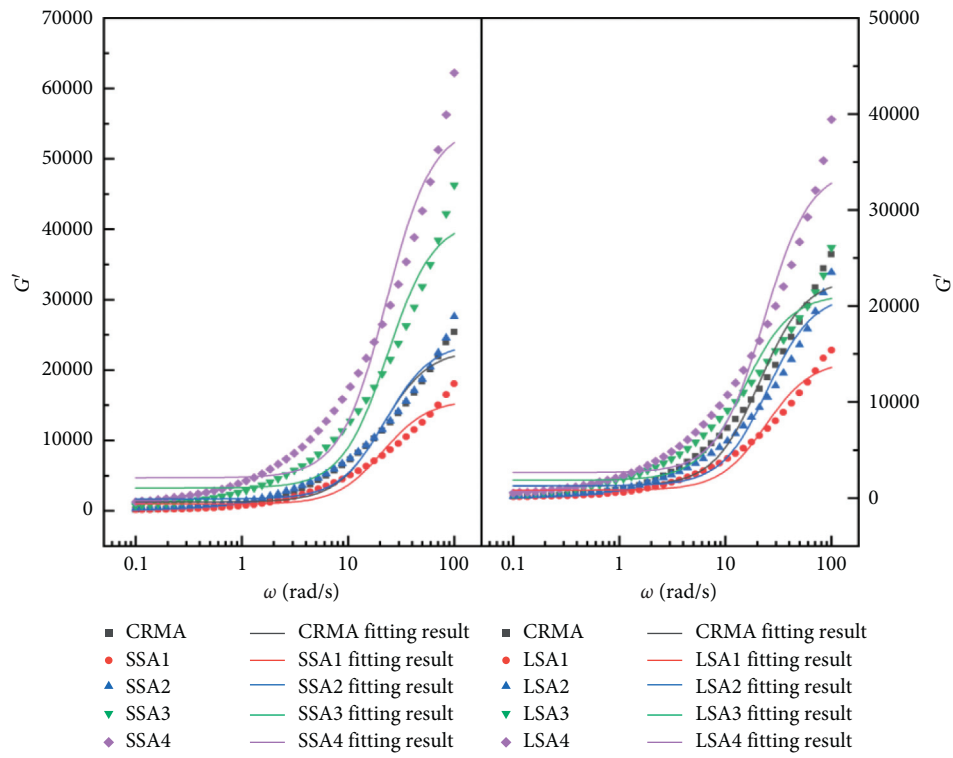 70000
60000
50000
40000
30000
20000
10000
0
G′
50000
40000
30000
20000
10000
0
G′
0.1 1 10 100 0.1 1 10 100
ω (rad/s) ω (rad/s)
CRMA CRMA fitting result CRMA CRMA fitting result
SSA1 SSA1 fitting result LSA1 LSA1 fitting result
SSA2 SSA2 fitting result LSA2 LSA2 fitting result
SSA3 SSA3 fitting result LSA3 LSA3 fitting result
SSA4 SSA4 fitting result LSA4 LSA4 fitting result